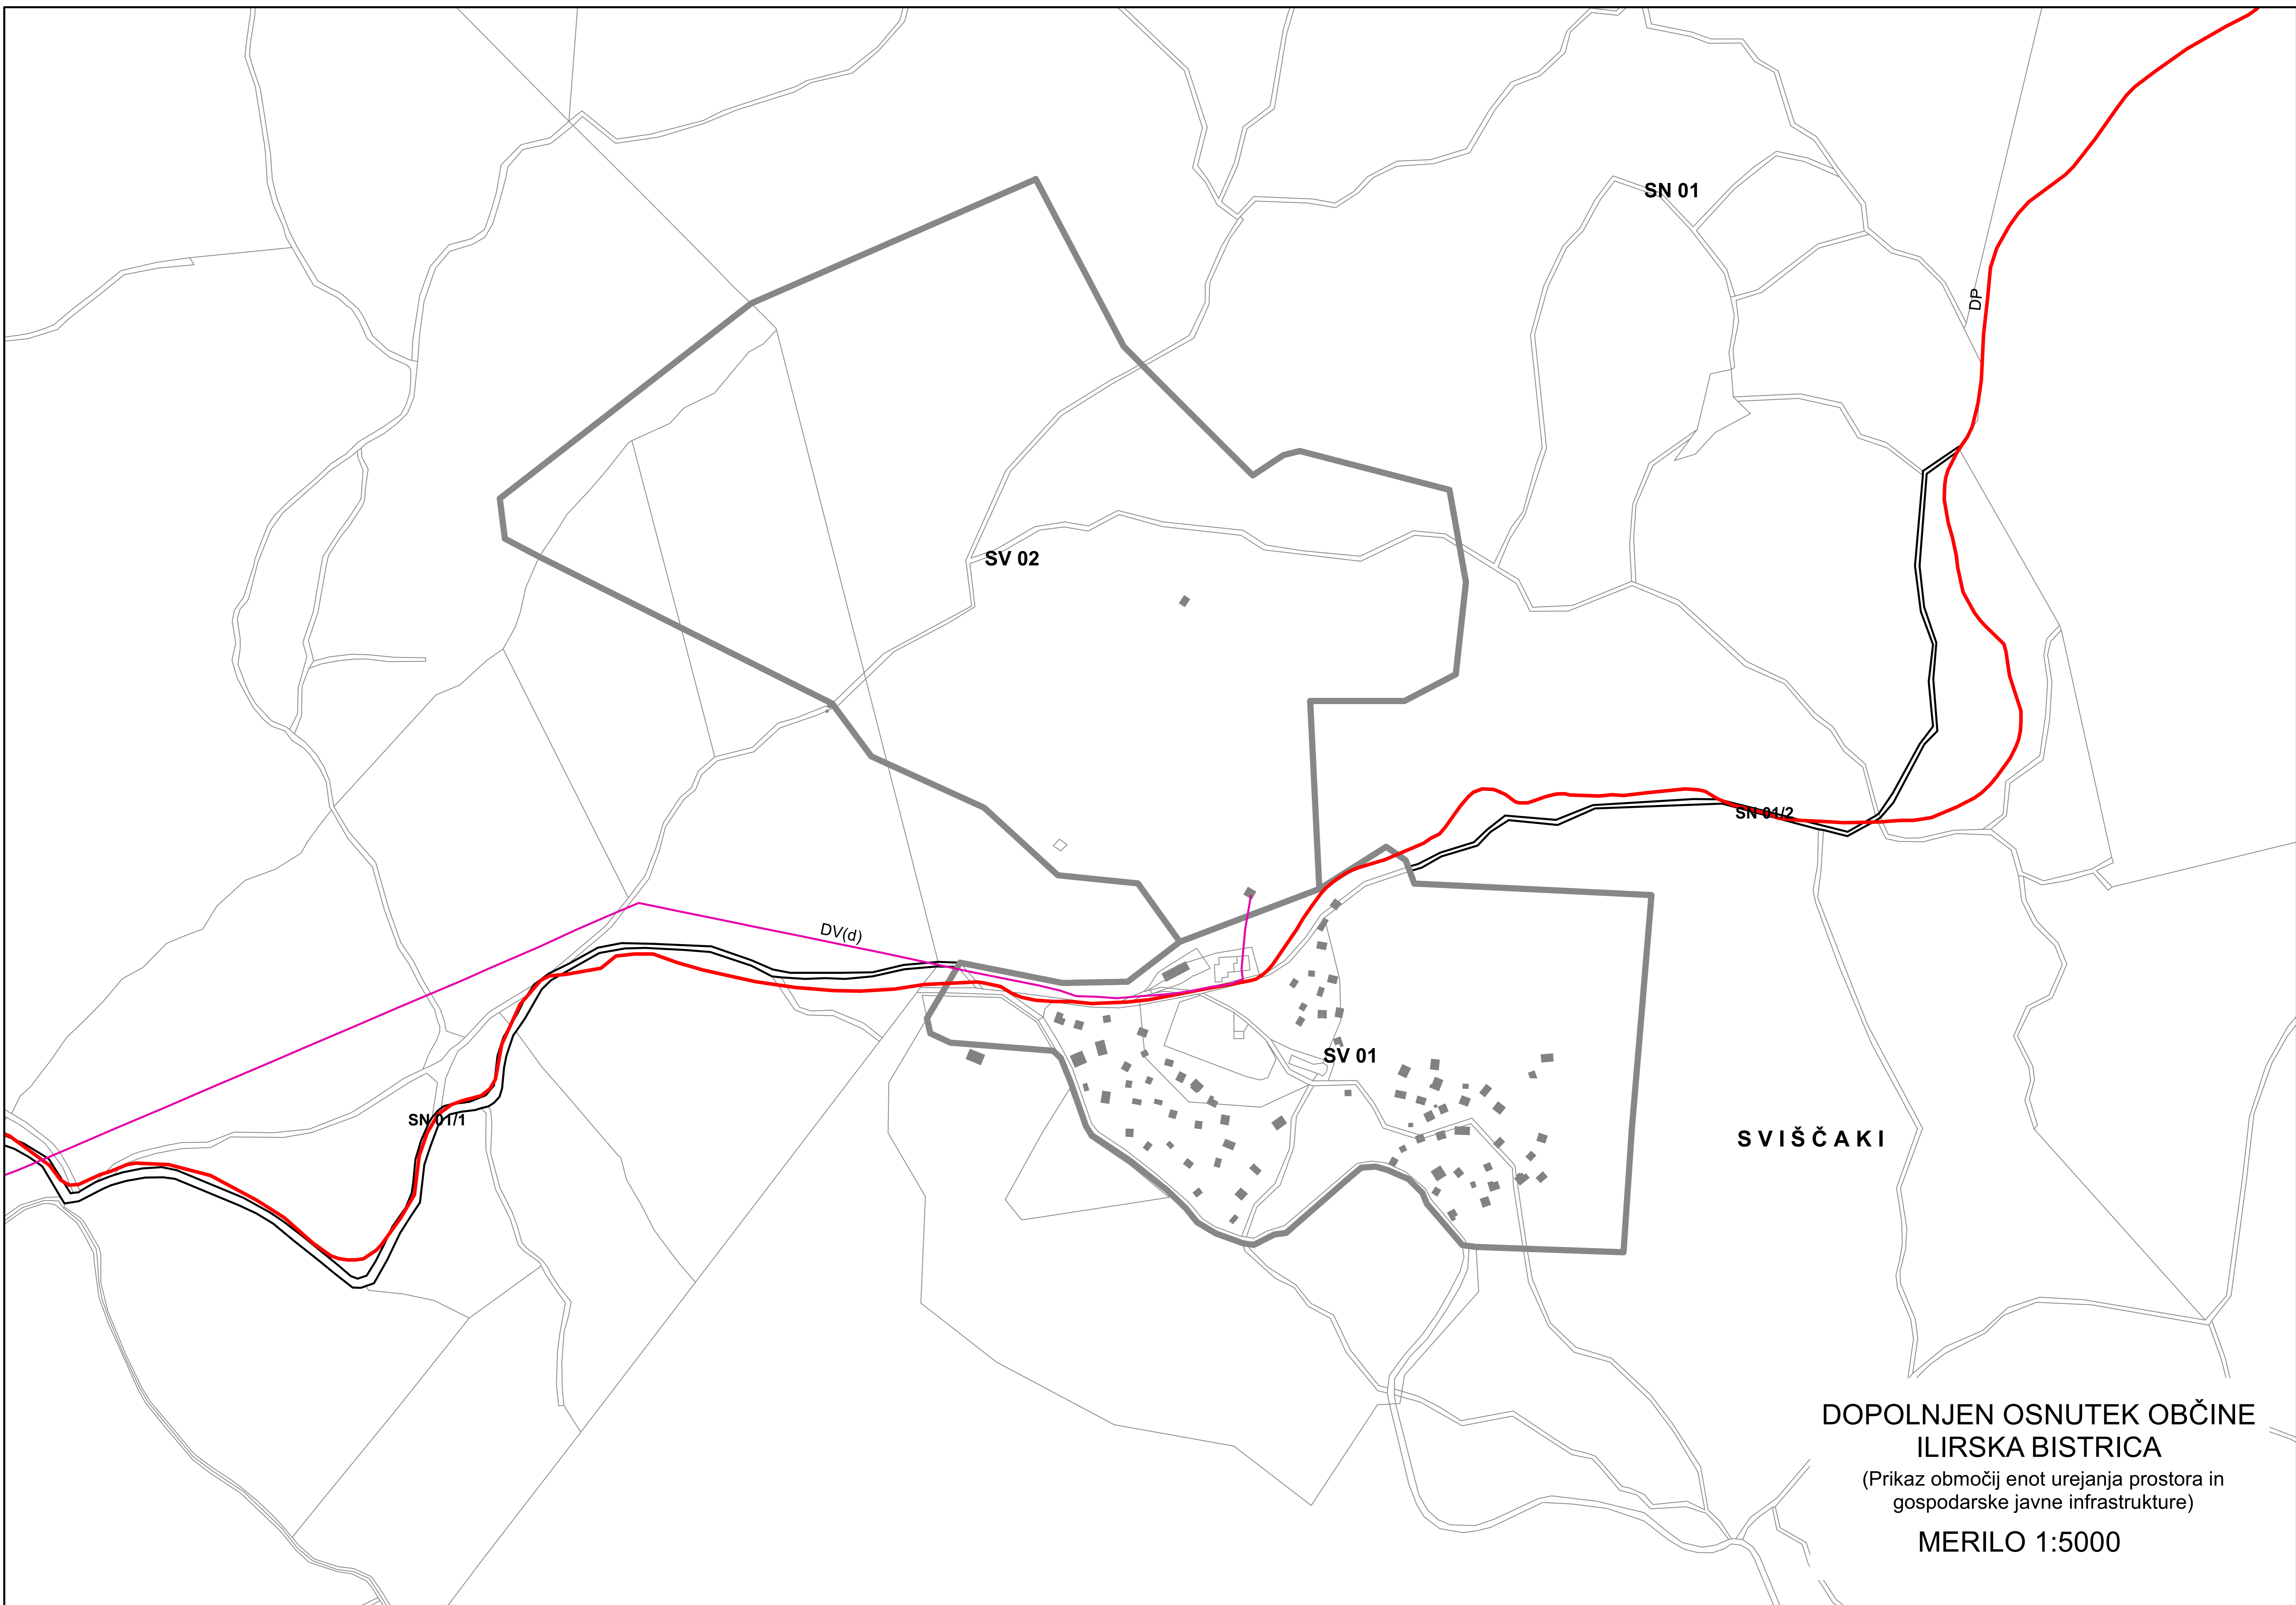 SN 01
DP
SV 02
SN 01/2
DV(d)
SV 01
SN 01/1
SVIŠČAKI
DOPOLNJEN OSNUTEK OBČINE
ILIRSKA BISTRICA
(Prikaz območij enot urejanja prostora in
gospodarske javne infrastrukture)
MERILO 1:5000